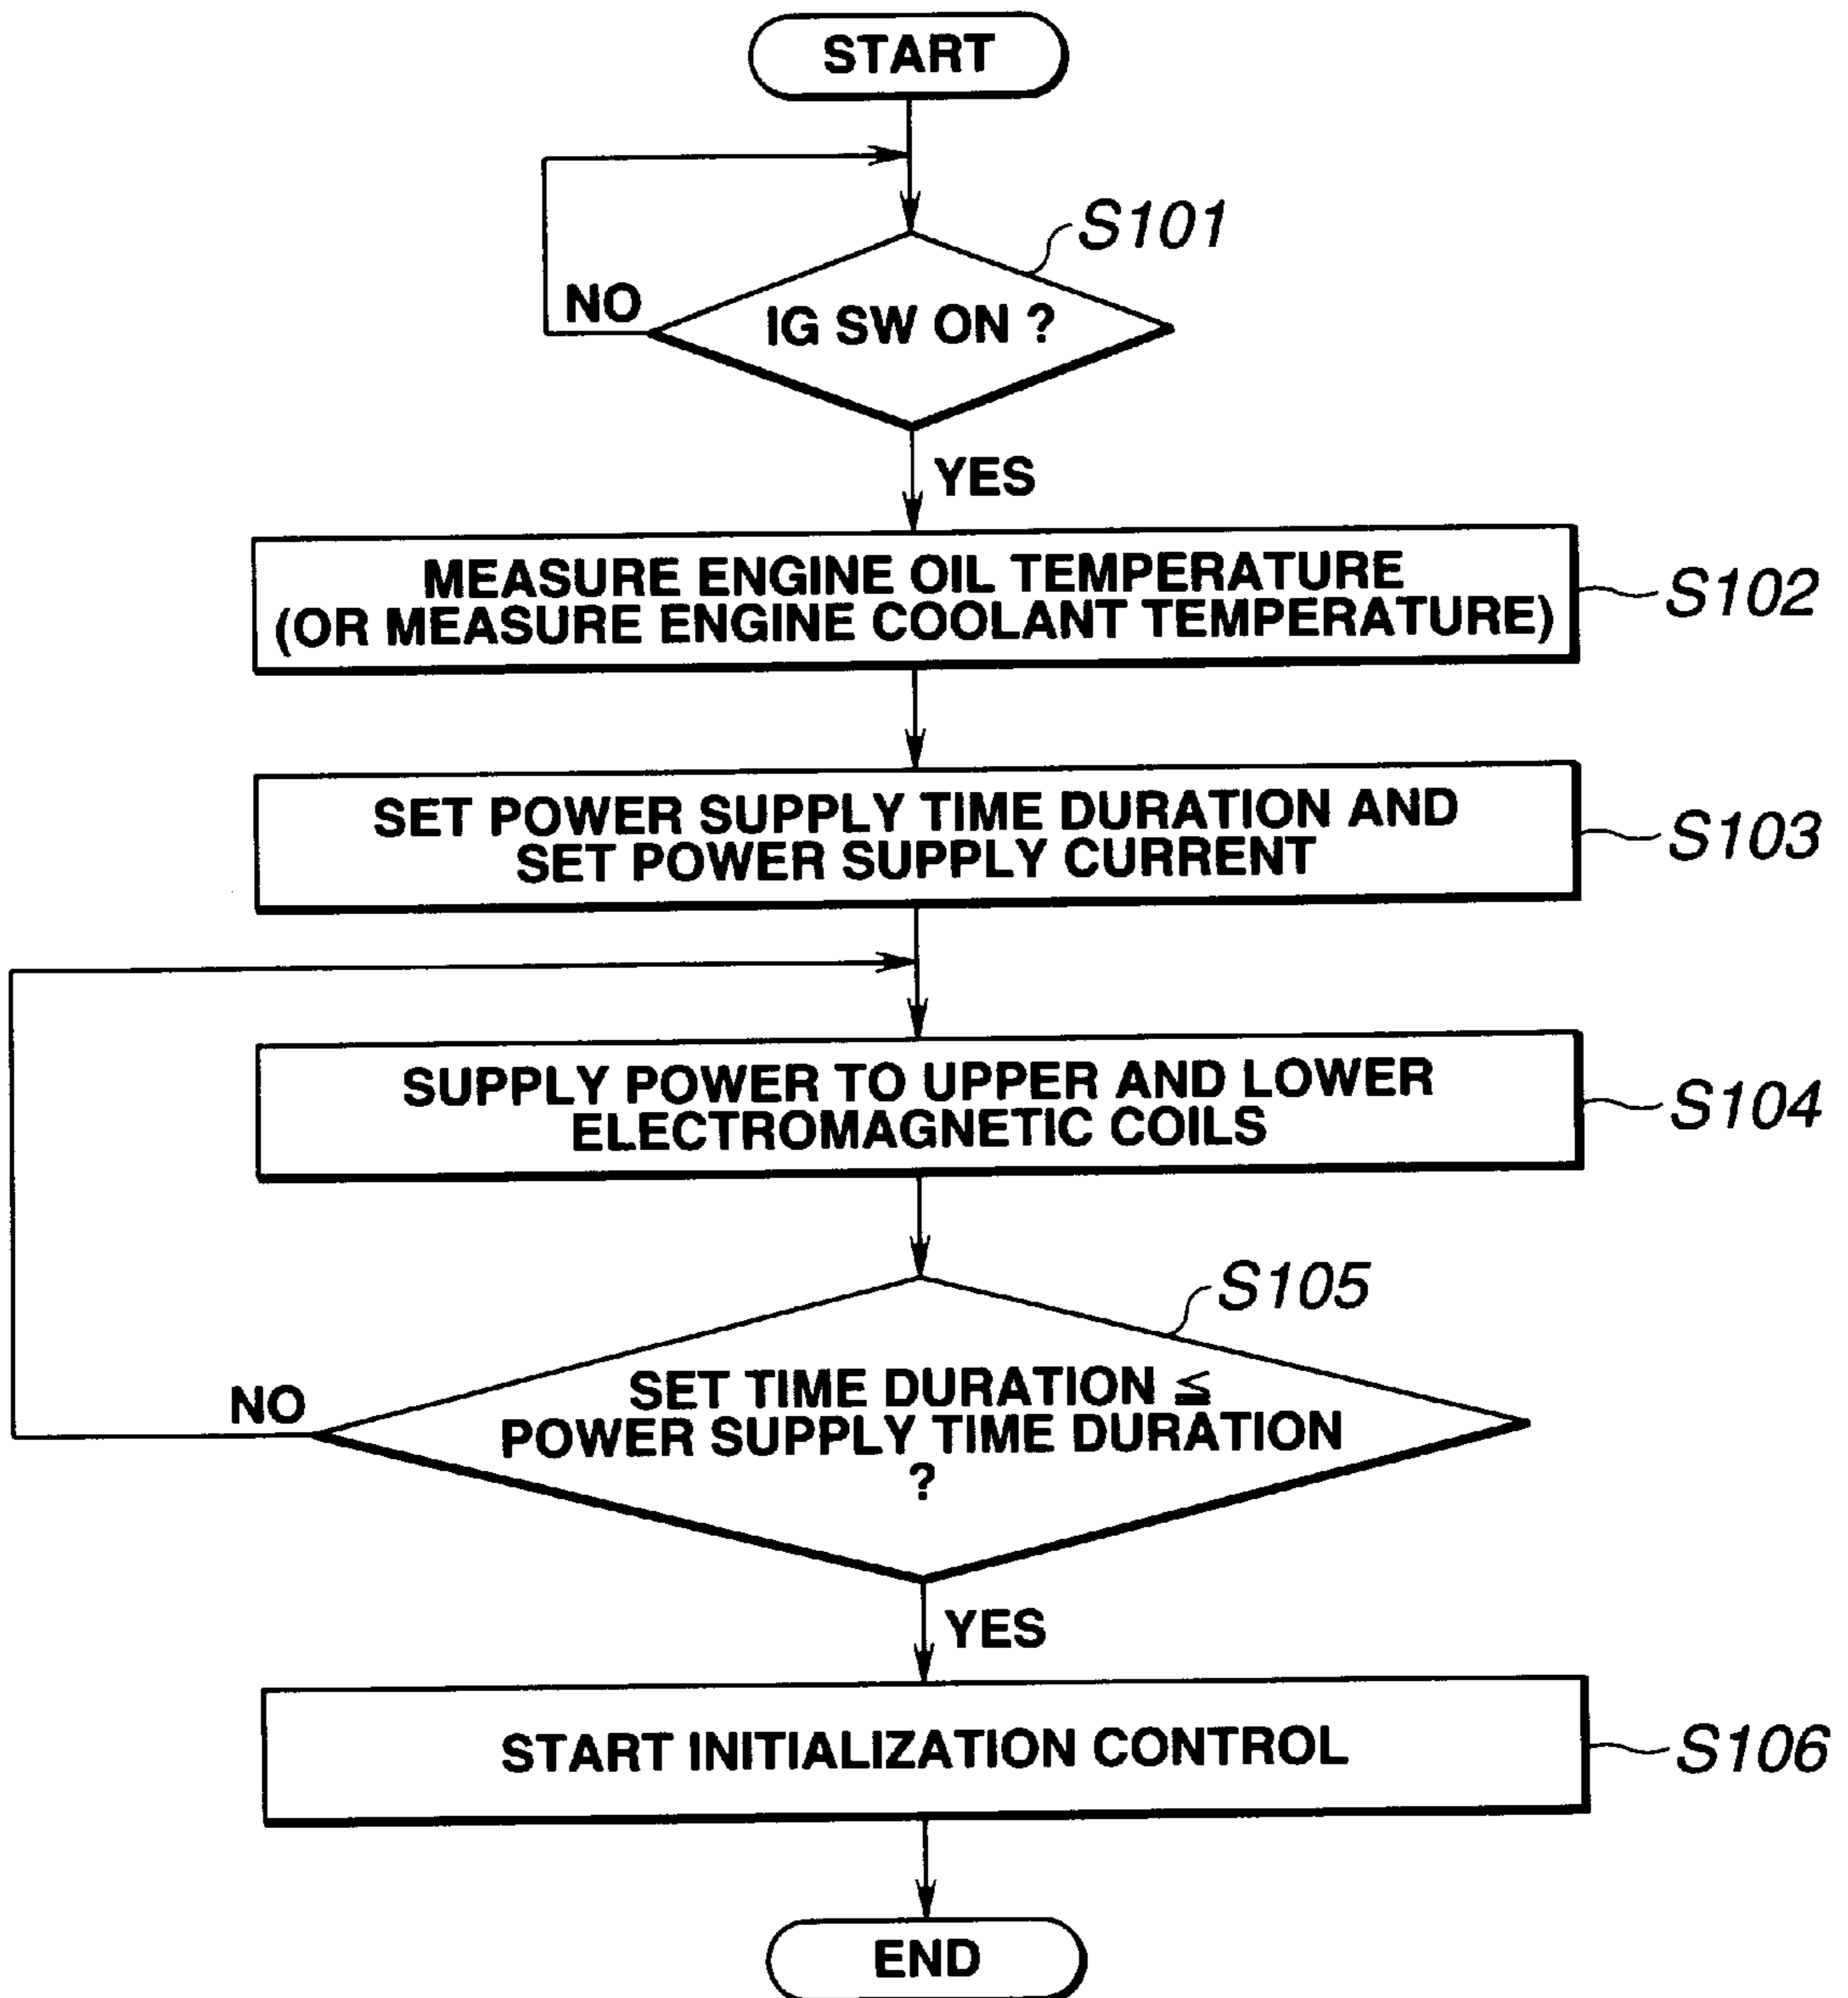 START
S101
NO
IG SW ON ?
YES
MEASURE ENGINE OIL TEMPERATURE
(OR MEASURE ENGINE COOLANT TEMPERATURE)
S102
SET POWER SUPPLY TIME DURATION AND
SET POWER SUPPLY CURRENT
S103
SUPPLY POWER TO UPPER AND LOWER
ELECTROMAGNETIC COILS
S104
S105
NO
SET TIME DURATION ≦
POWER SUPPLY TIME DURATION
?
YES
START INITIALIZATION CONTROL
S106
END